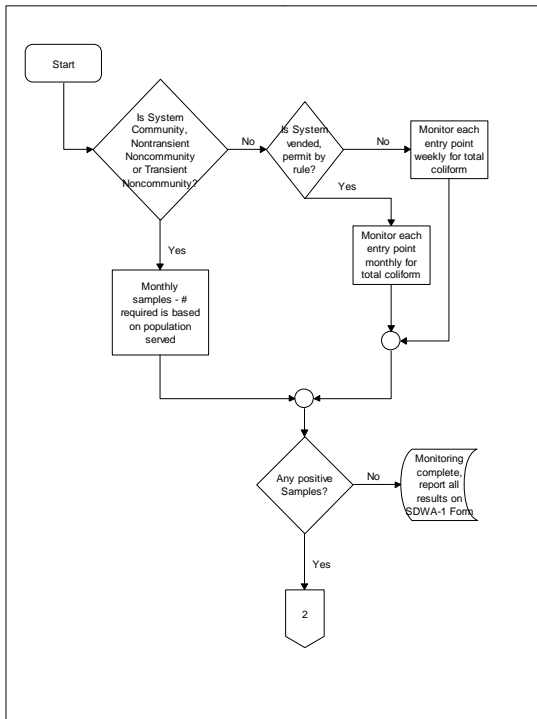 Start
Is System
Community,
Nontransient
Noncommunity
or Transient
Noncommunity?
No
Is System
vended,
permit by
rule?
No
Monitor each
entry point
weekly for total
coliform
Yes
Yes
Monitor each
entry point
monthly for
total coliform
Monthly
samples - #
required is based
on population
served
Any positive
Samples?
No
Monitoring
complete,
report all
results on
SDWA-1 Form
Yes
2